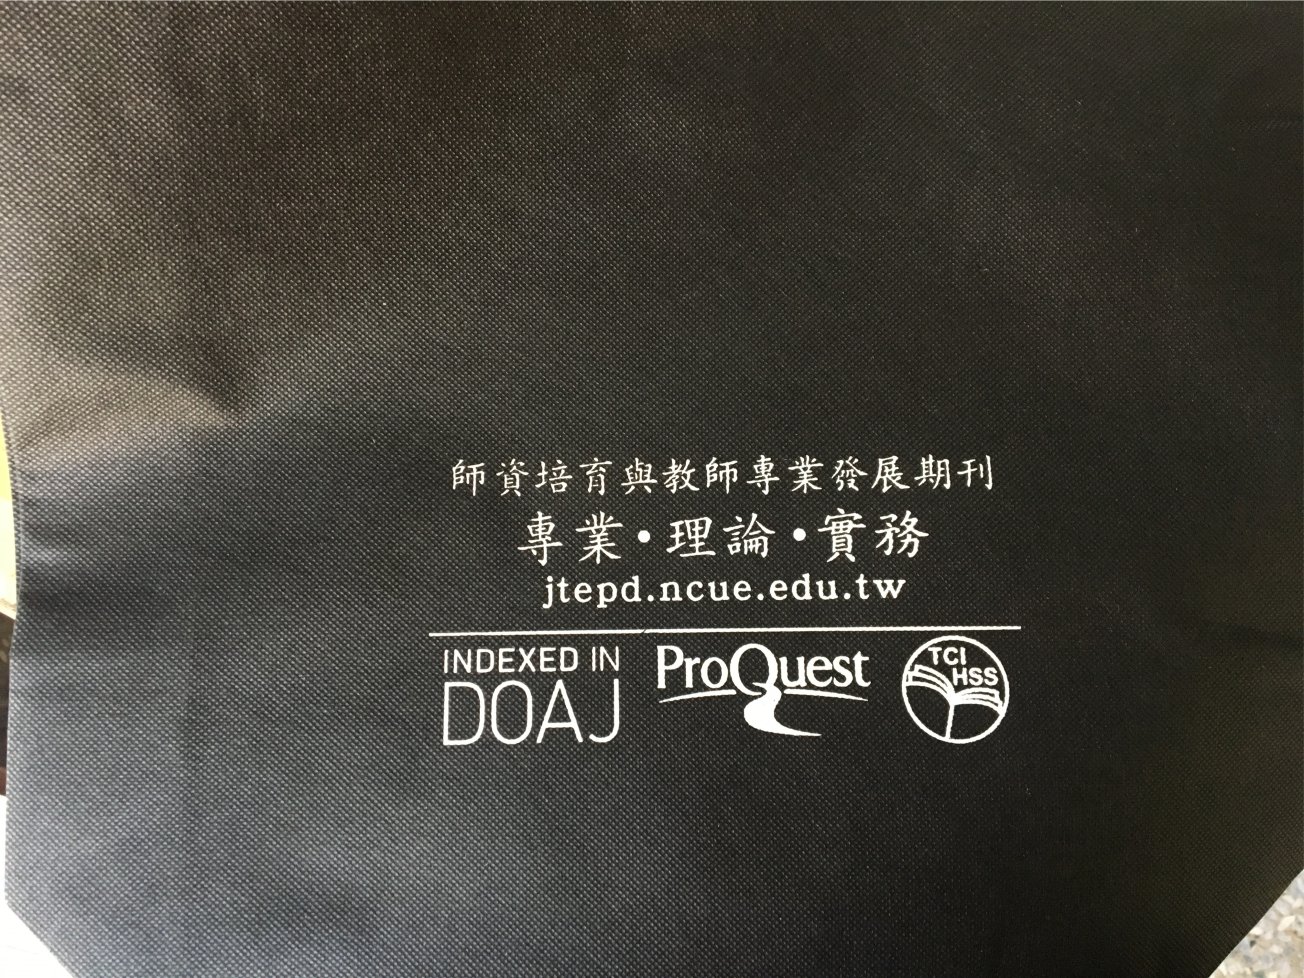 師資培育與教師專業發展期刊
專業・理論・實務
jtepd.ncue.edu.tw
INDEXED IN
DOAJ
ProQuest
TCI
HSS